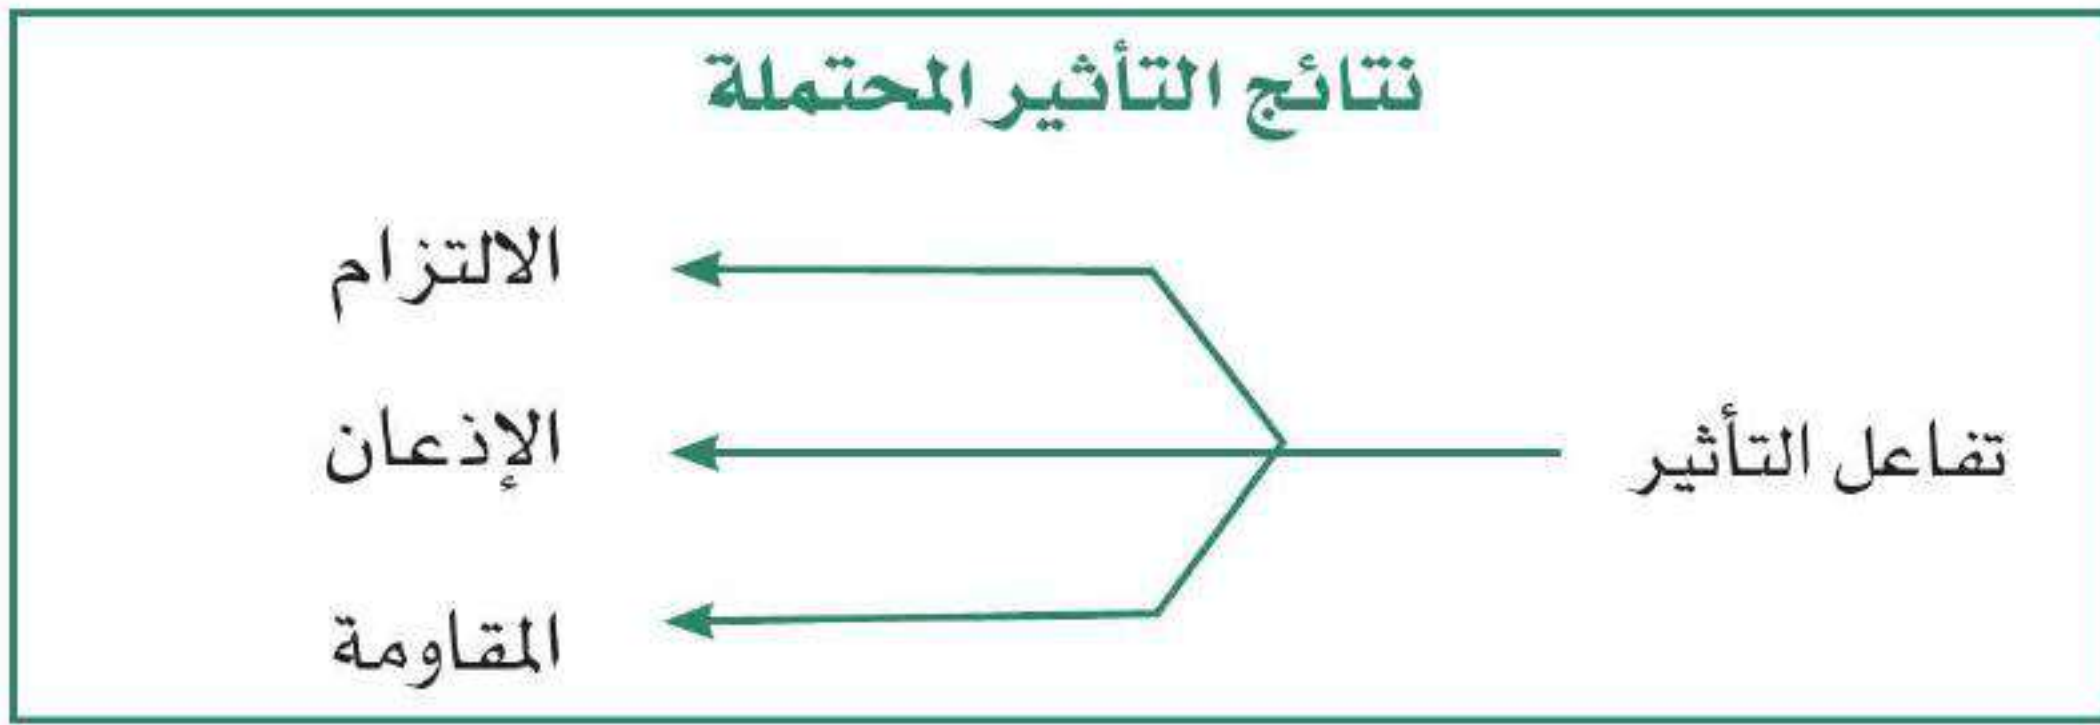 نتائج التأثير المحتملة
تفاعل التأثير
الالتزام
الإذعان
المقاومة